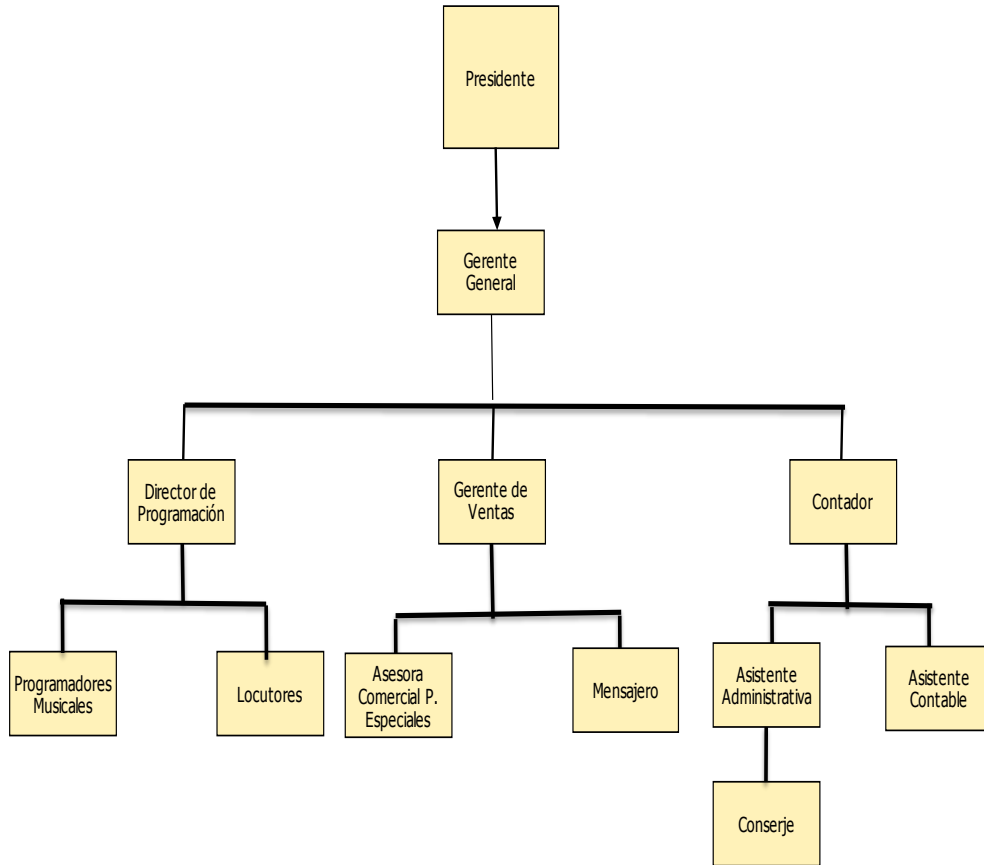 Presidente
Gerente
General
Director de
Programación
Gerente de
Ventas
Contador
Programadores
Musicales
Locutores
Asesora
Comercial P.
Especiales
Mensajero
Asistente
Administrativa
Asistente
Contable
Conserje